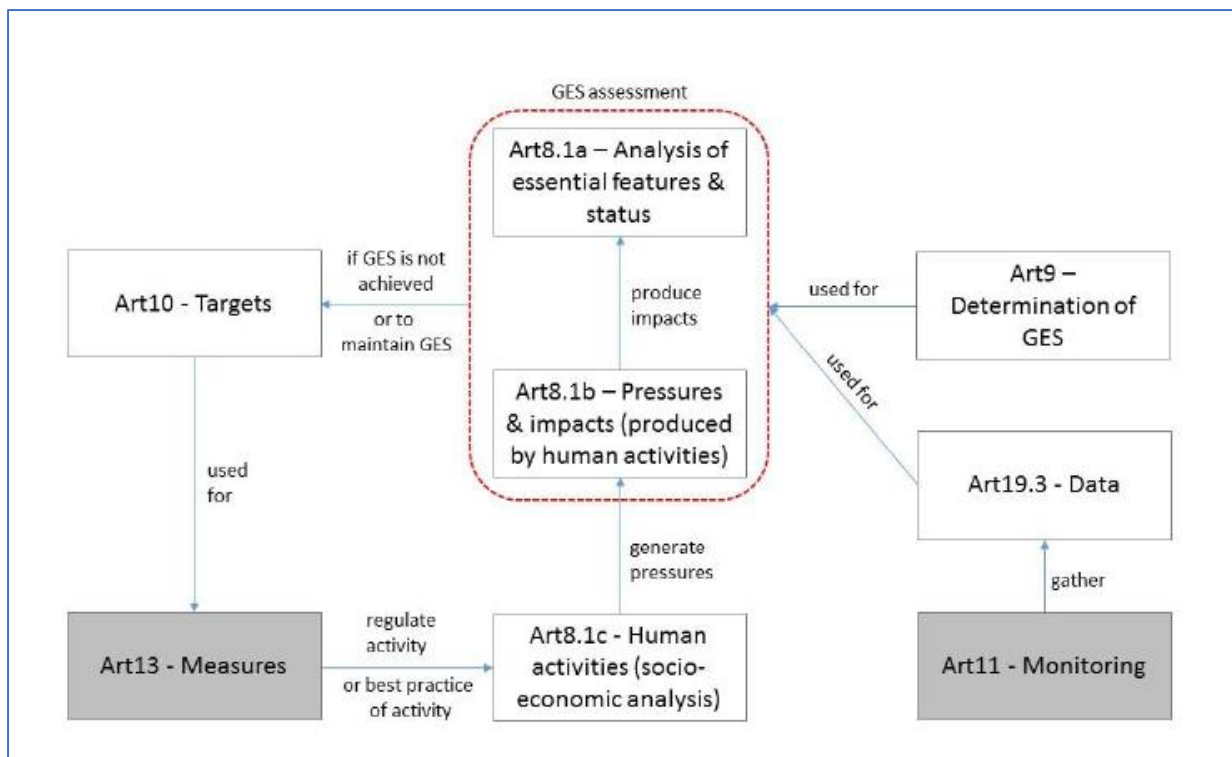 GES assessment
Art8.1a – Analysis of
essential features &
status
if GES is not
achieved
or to
maintain GES
Art10 - Targets
produce
impacts
used for
Art9 –
Determination of
GES
used for
Art8.1b – Pressures
& impacts (produced
by human activities)
used
for
Art19.3 - Data
generate
pressures
gather
Art13 - Measures
regulate
activity
or best practice
of activity
Art8.1c - Human
activities (socio-
economic analysis)
Art11 - Monitoring